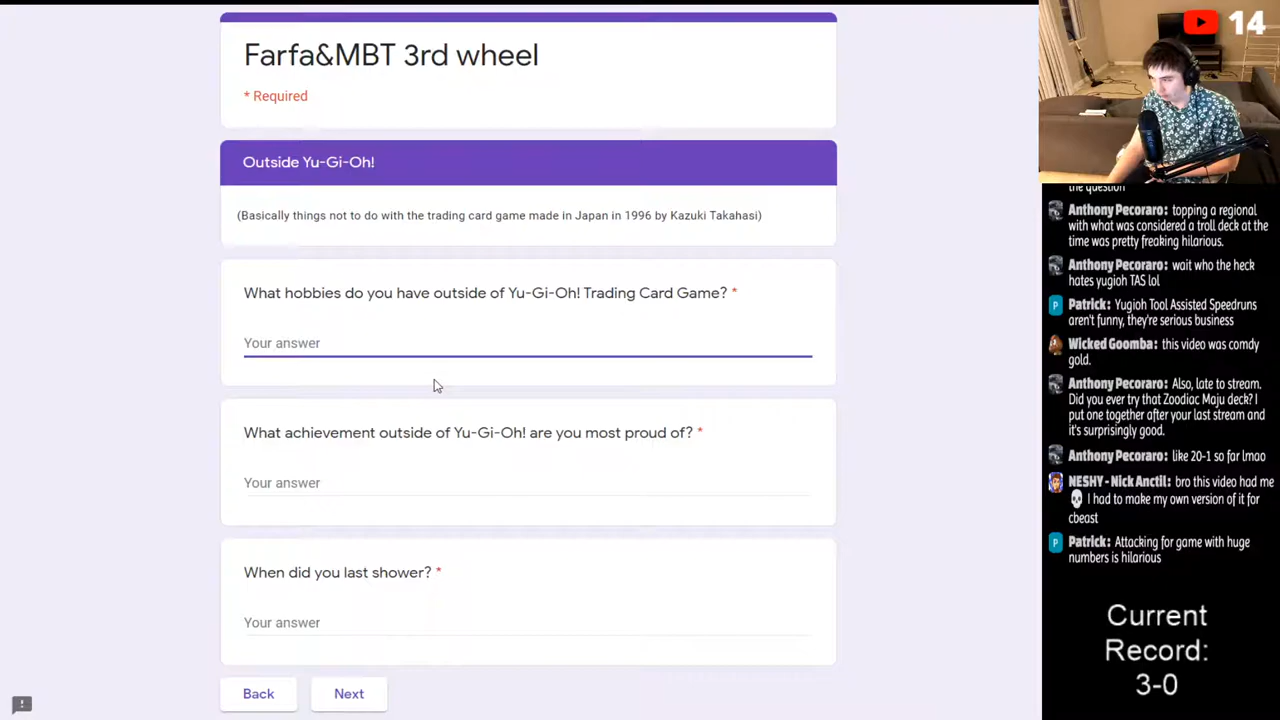 Farfa&MBT 3rd wheel
* Required
Outside Yu-Gi-Oh!
(Basically things not to do with the trading card game made in Japan in 1996 by Kazuki Takahasi)
What hobbies do you have outside of Yu-Gi-Oh! Trading Card Game? *
Your answer
What achievement outside of Yu-Gi-Oh! are you most proud of? *
Your answer
When did you last shower? *
Your answer
Back
Next
14
the question
Anthony Pecoraro: topping a regional
with what was considered a troll deck at the
time was pretty freaking hilarious.
Anthony Pecoraro: wait who the heck
hates yugioh TAS lol
P Patrick: Yugioh Tool Assisted Speedruns
aren't funny, they're serious business
Wicked Goomba: this video was comdy
gold.
Anthony Pecoraro: Also, late to stream.
Did you ever try that Zoodiac Maju deck? I
put one together after your last stream and
it's surprisingly good.
Anthony Pecoraro: like 20-1 so far lmao
NESHY - Nick Anctil: bro this video had me
I had to make my own version of it for
cbeast
P Patrick: Attacking for game with huge
numbers is hilarious
Current
Record:
3-0